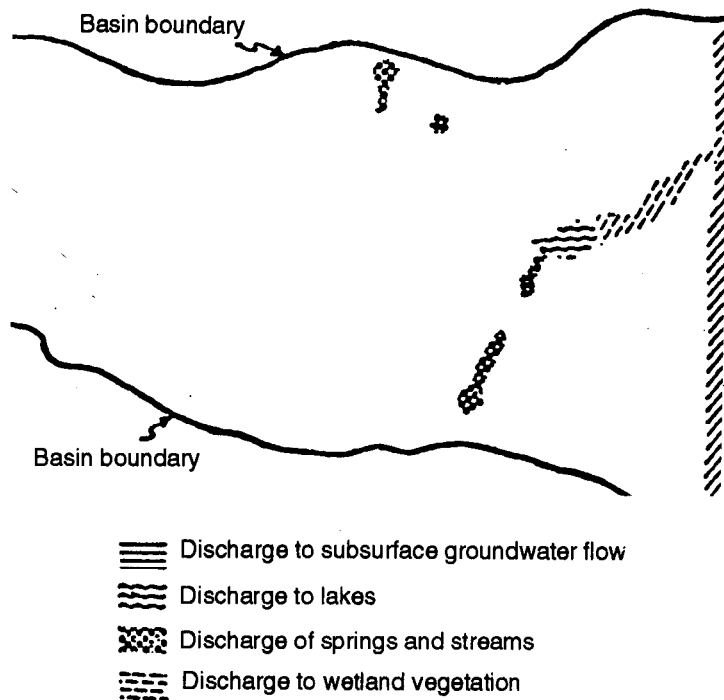 Basin boundary
Basin boundary
Discharge to subsurface groundwater flow
Discharge to lakes
Discharge of springs and streams
Discharge to wetland vegetation